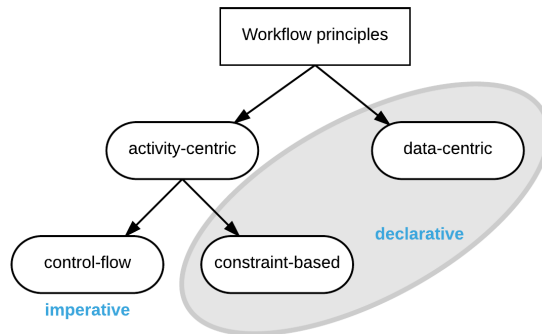 Workflow principles
activity-centric
data-centric
declarative
control-flow
constraint-based
imperative